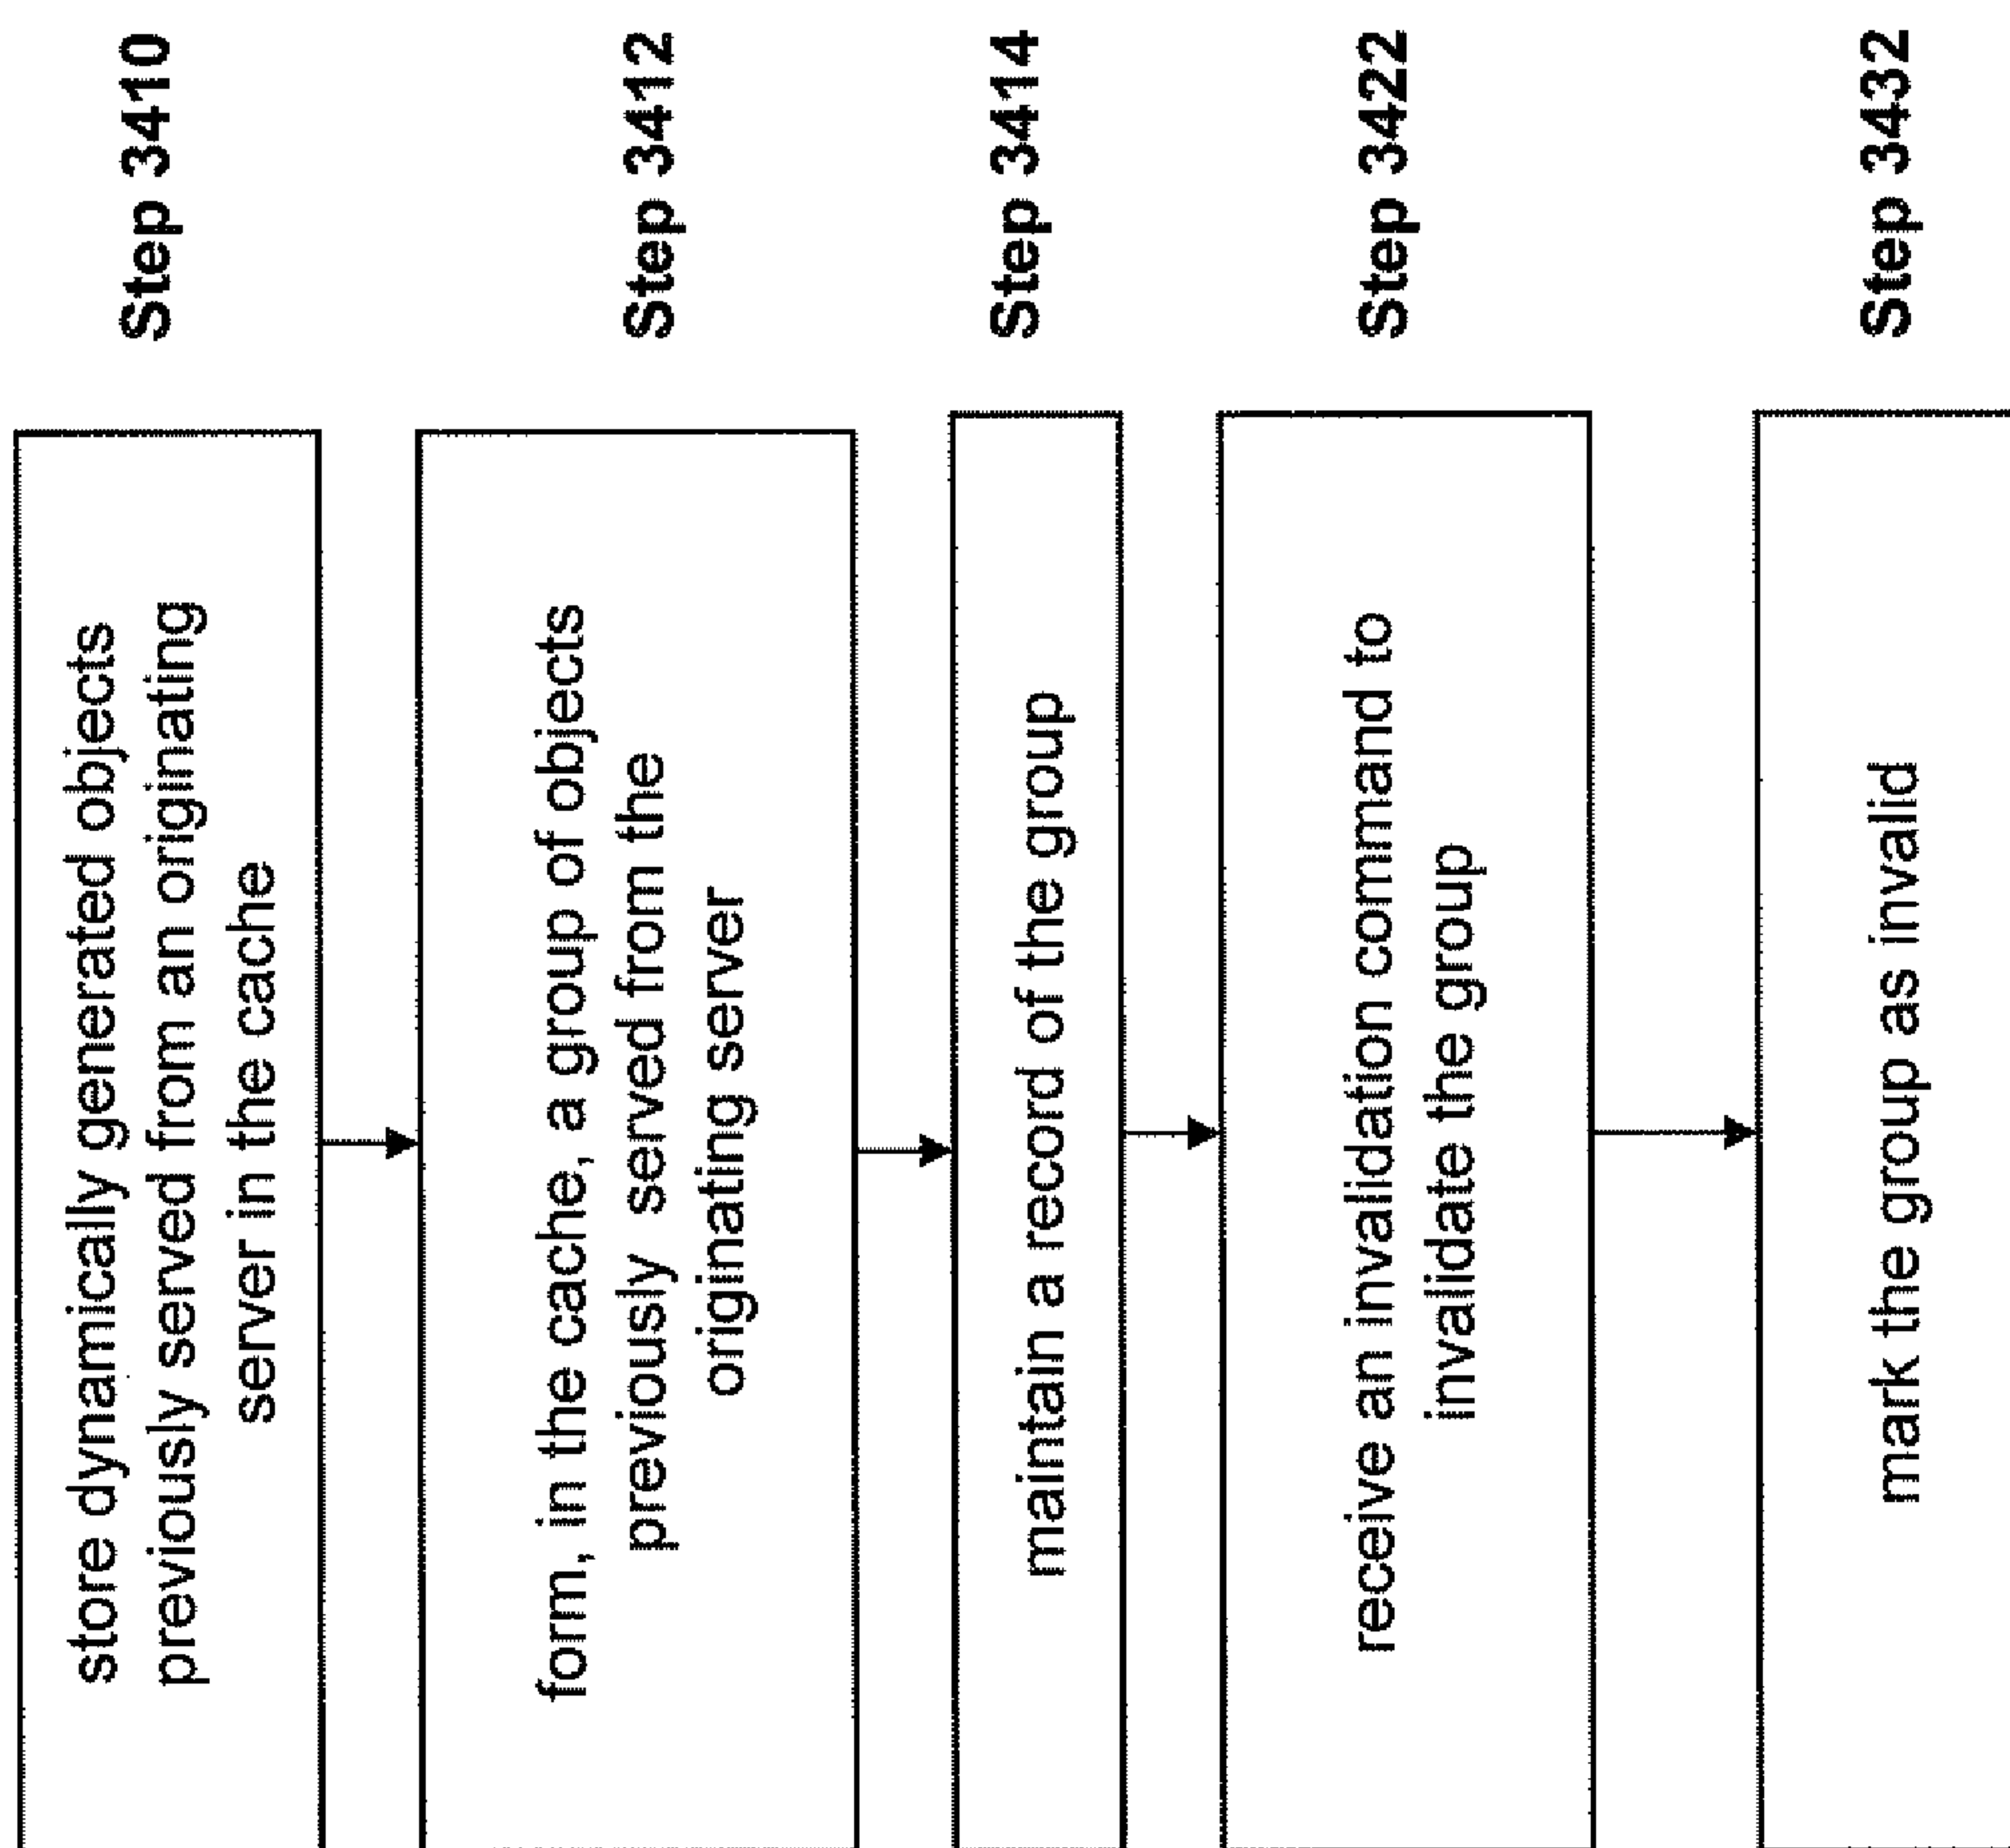 store dynamically generated objects
previously served from an originating
server in the cache
Step 3410
form, in the cache, a group of objects
previously served from the
originating server
Step 3412
maintain a record of the group
Step 3414
receive an invalidation command to
invalidate the group
Step 3422
mark the group as invalid
Step 3432